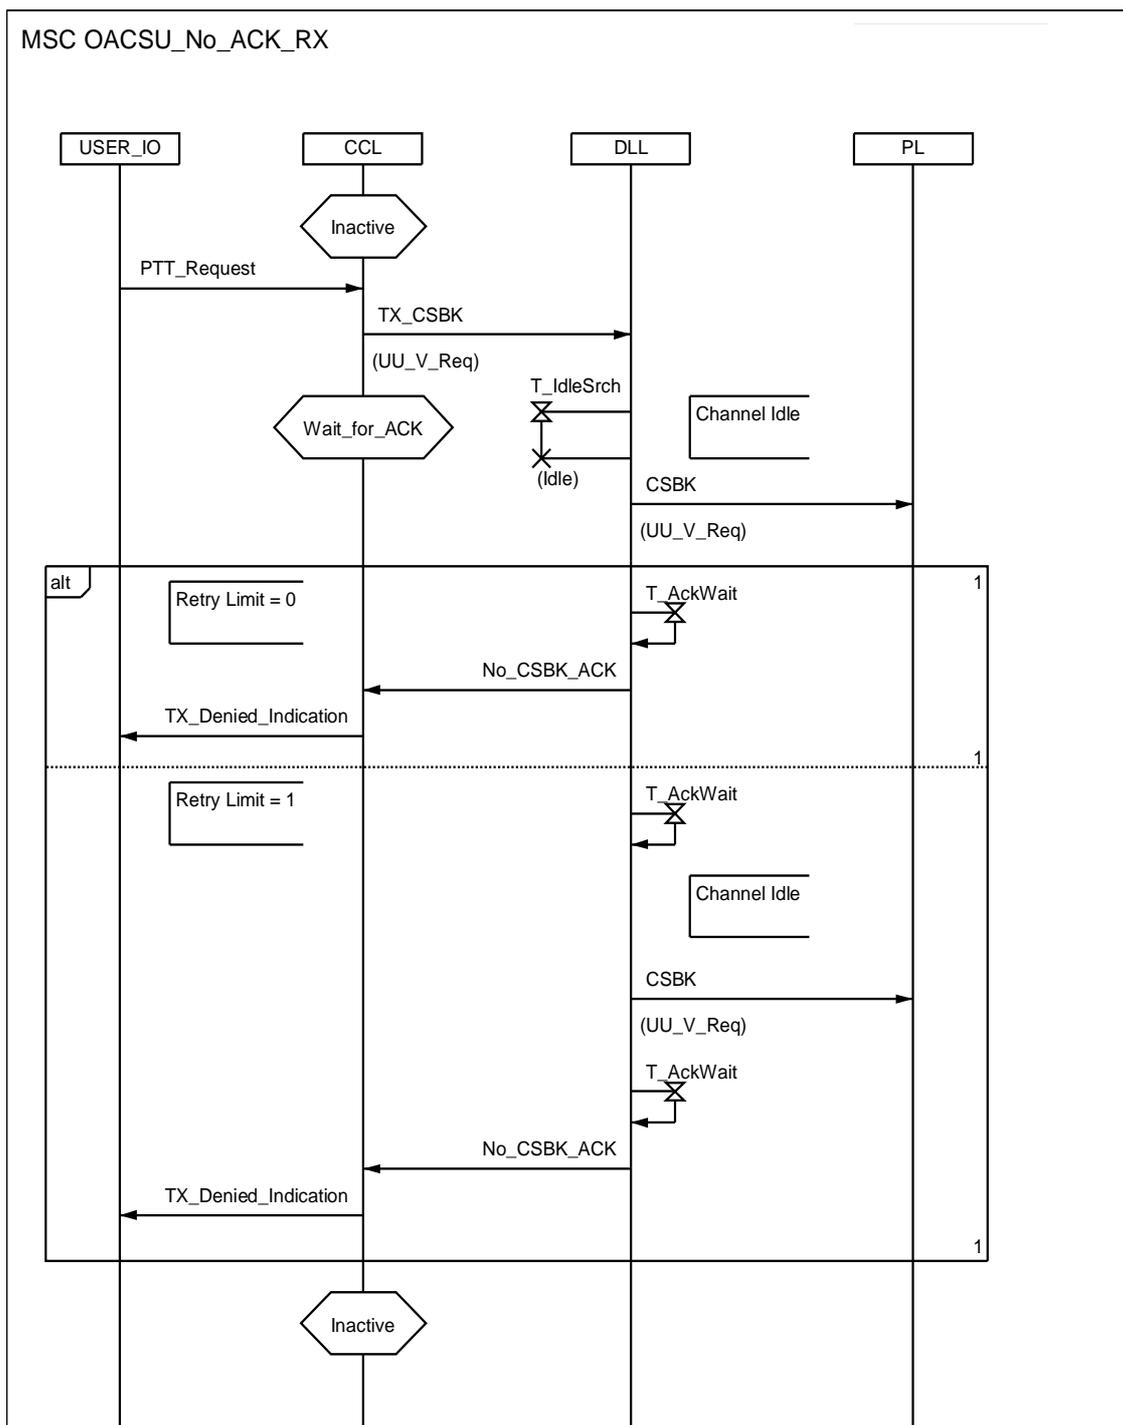 MSC OACSU_No_ACK_RX
USER_IO
CCL
DLL
PL
Inactive
PTT_Request
TX_CSBK
(UU_V_Req)
T_IdleSrch
Channel Idle
Wait_for_ACK
(Idle)
CSBK
(UU_V_Req)
alt
1
Retry Limit = 0
T_AckWait
No_CSBK_ACK
TX_Denied_Indication
1
Retry Limit = 1
T_AckWait
Channel Idle
CSBK
(UU_V_Req)
T_AckWait
No_CSBK_ACK
TX_Denied_Indication
1
Inactive